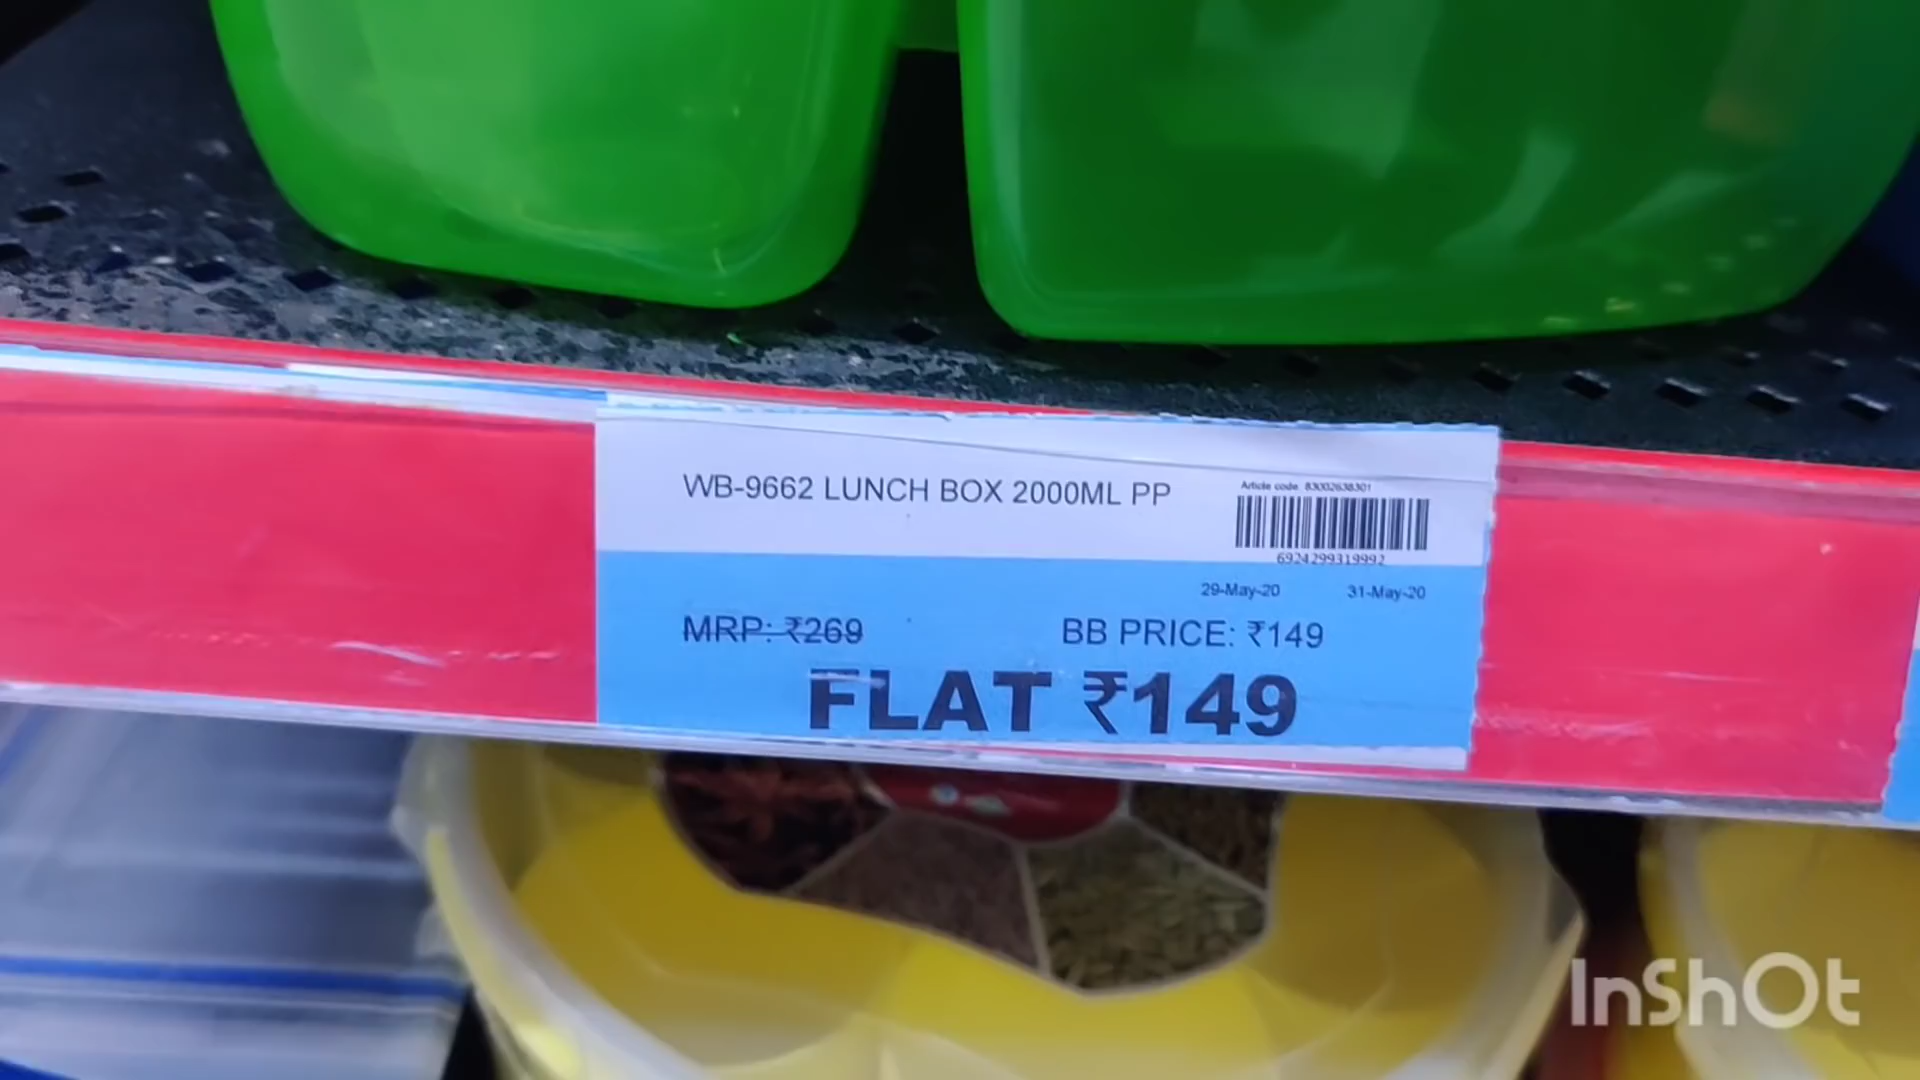 WB-9662 LUNCH BOX 2000ML PP
Article code: 83002638301
6924299319992
29-May-20 31-May-20
MRP: ₹269 BB PRICE: ₹149
FLAT ₹149
InShOt